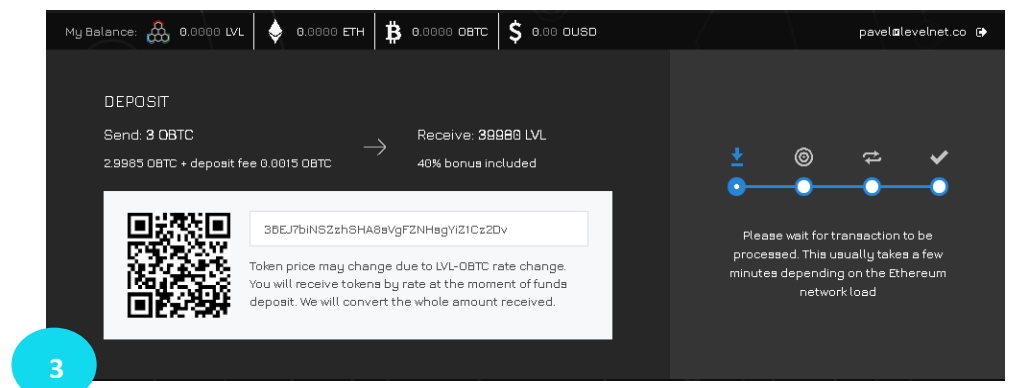 My Balance: 0.0000 LVL 0.0000 ETH 0.0000 OBTC 0.00 OUSD pavel@levelnet.co
DEPOSIT
Send: 3 OBTC
Receive: 39980 LVL
2.9985 OBTC + deposit fee 0.0015 OBTC
40% bonus included
3BEJ7biNSZzhSHA8sVgFZNHsgYiZ1Cz2Dv
Token price may change due to LVL-OBTC rate change.
You will receive tokens by rate at the moment of funds
deposit. We will convert the whole amount received.
Please wait for transaction to be
processed. This usually takes a few
minutes depending on the Ethereum
network load
3